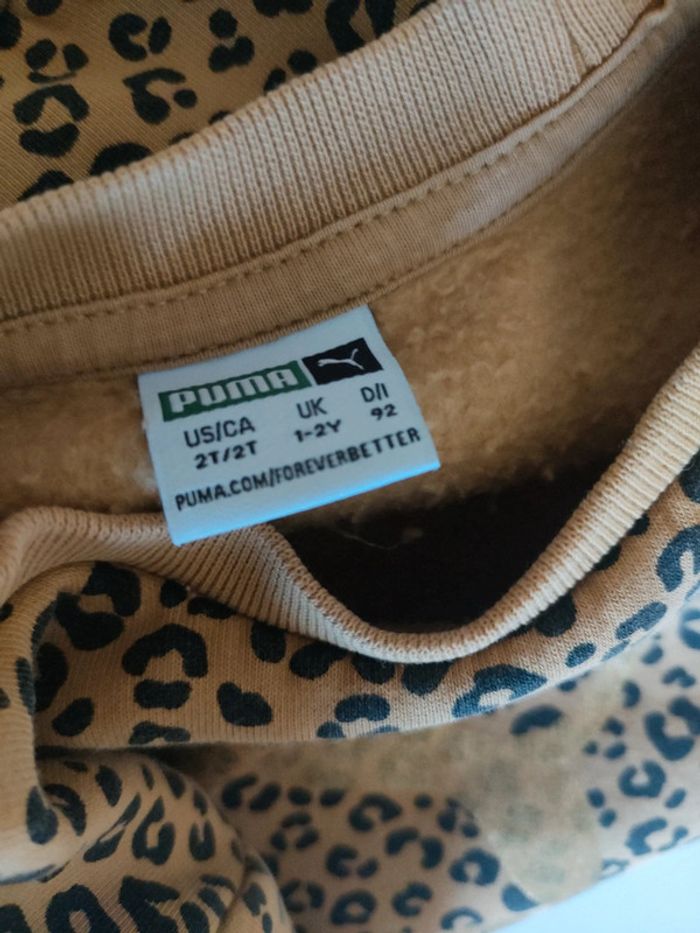 PUMA
US/CA UK D/I
2T/2T 1-2Y 92
PUMA.COM/FOREVERBETTER